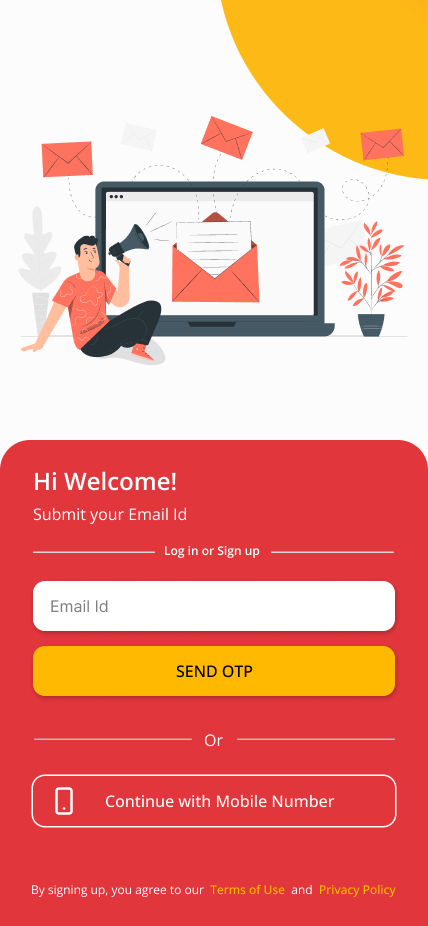 Hi Welcome!
Submit your Email Id
Log in or Sign up
Email Id
SEND OTP
Or
Continue with Mobile Number
By signing up, you agree to our Terms of Use and Privacy Policy